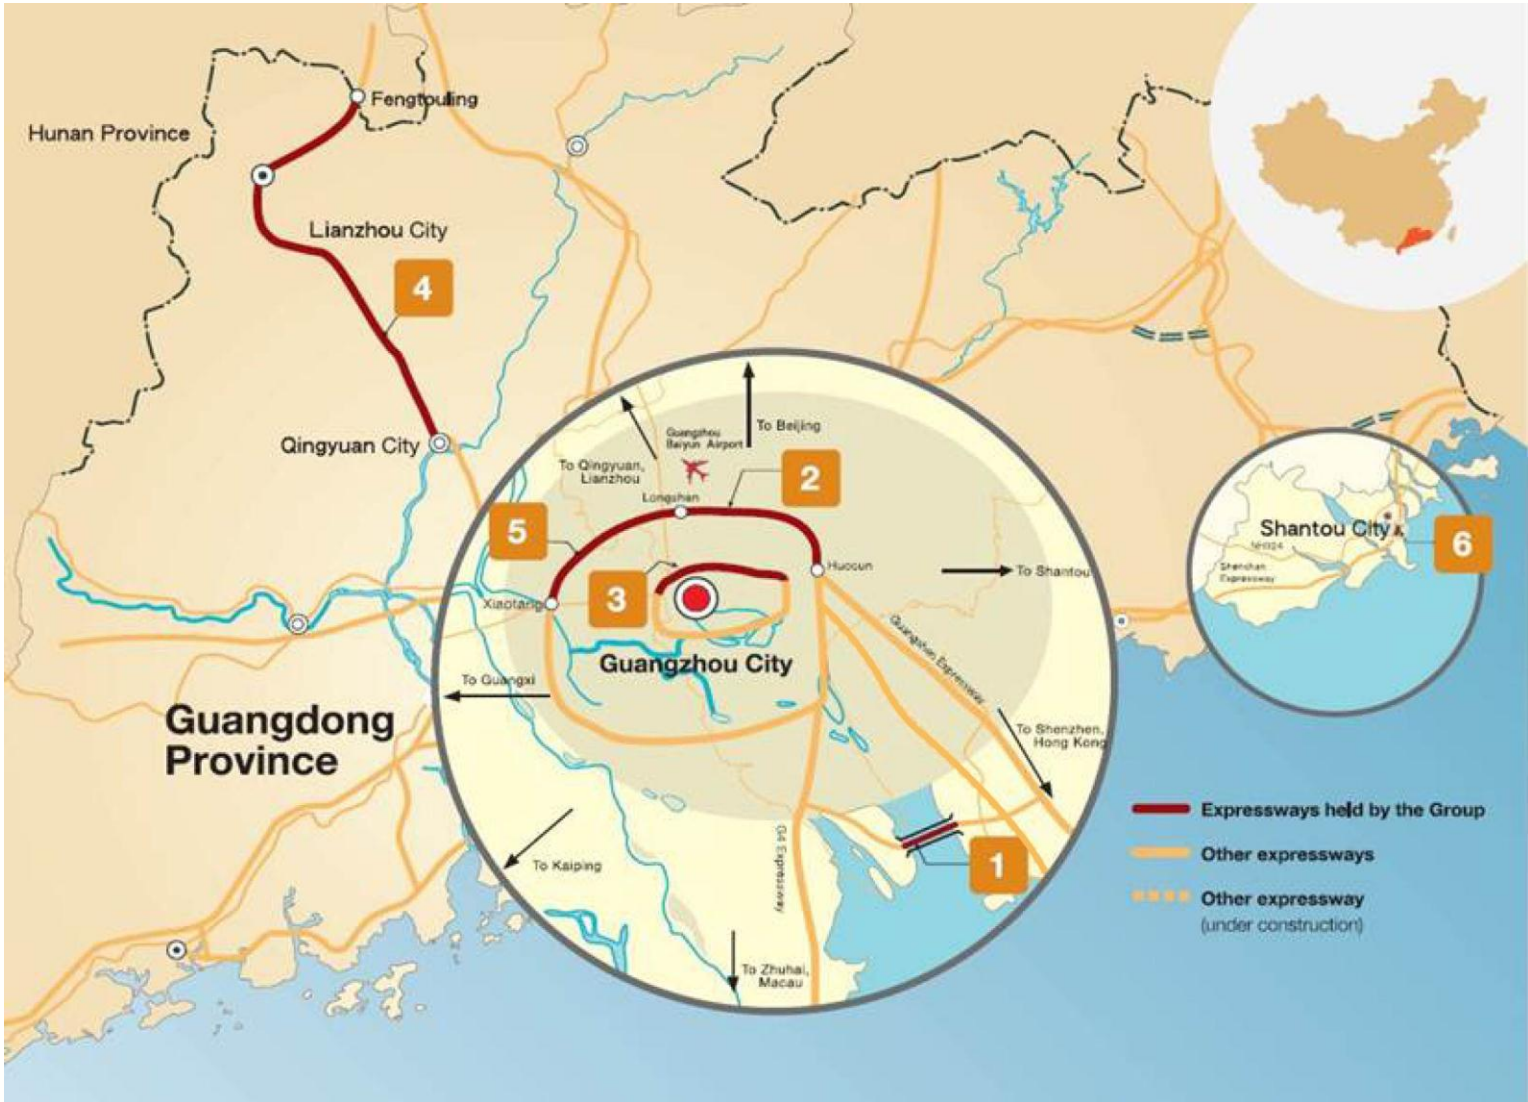 Fengtouling
Hunan Province
Lianzhou City
4
Qingyuan City
To Beijing
Guangzhou
Baiyun Airport
To Qingyuan,
Lianzhou
2
Longshan
5
Shantou City
6
NH324
Shenshan
Expressway
Huocun
To Shantou
3
Xiaotang
Guangshen Expressway
Guangzhou City
To Guangxi
Guangdong
Province
To Shenzhen,
Hong Kong
Expressways held by the Group
Other expressways
Other expressway
(under construction)
G4 Expressway
1
To Kaiping
To Zhuhai,
Macau